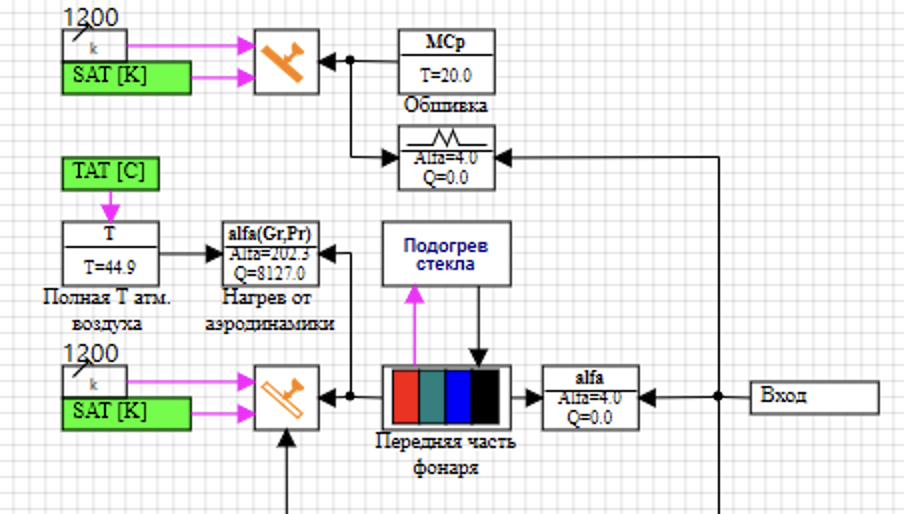 1200
k
SAT [K]
MCp
T=20.0
Обшивка
Alfa=4.0
Q=0.0
TAT [C]
T
T=44.9
Полная Т атм.
воздуха
alfa(Gr,Pr)
Alfa=202.3
Q=8127.0
Нагрев от
аэродинамики
Подогрев
стекла
1200
k
SAT [K]
Передняя часть
фонаря
alfa
Alfa=4.0
Q=0.0
Вход